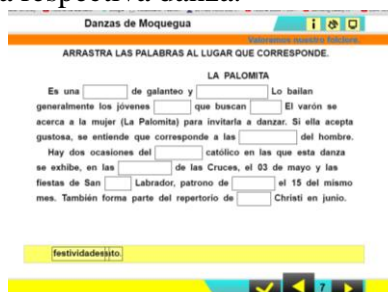 a respectiva danza.
Danzas de Moquegua
Valoremos nuestro folclore.
ARRASTRA LAS PALABRAS AL LUGAR QUE CORRESPONDE.
LA PALOMITA
Es una de galanteo y Lo bailan
generalmente los jóvenes que buscan El varón se
acerca a la mujer (La Palomita) para invitarla a danzar. Si ella acepta
gustosa, se entiende que corresponde a las del hombre.
Hay dos ocasiones del católico en las que esta danza
se exhibe, en las de las Cruces, el 03 de mayo y las
fiestas de San Labrador, patrono de el 15 del mismo
mes. También forma parte del repertorio de Christi en junio.
festividades
7